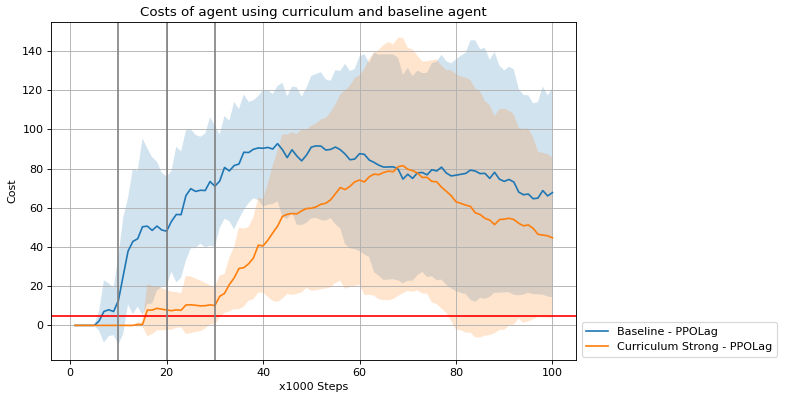 Costs of agent using curriculum and baseline agent
140
120
100
80
60
40
20
0
Cost
0 20 40 60 80 100
x1000 Steps
Baseline - PPOLag
Curriculum Strong - PPOLag